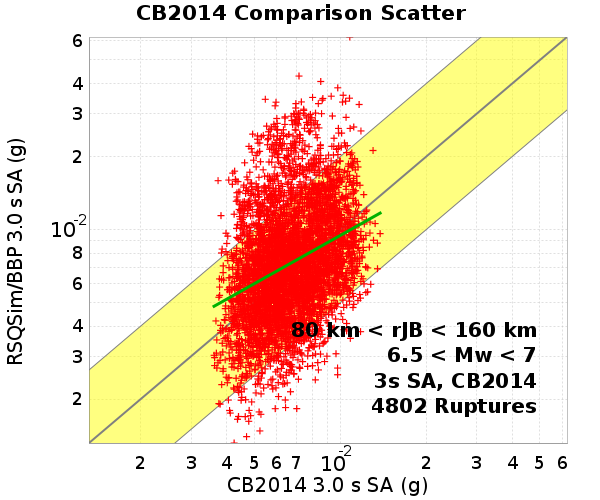 CB2014 Comparison Scatter
RSQSim/BBP 3.0 s SA (g)
6
4
3
2
10-2
8
6
4
3
2
80 km < rJB < 160 km
6.5 < Mw < 7
3s SA, CB2014
4802 Ruptures
2 3 4 5 6 7 10-2 2 3 4 5 6
CB2014 3.0 s SA (g)